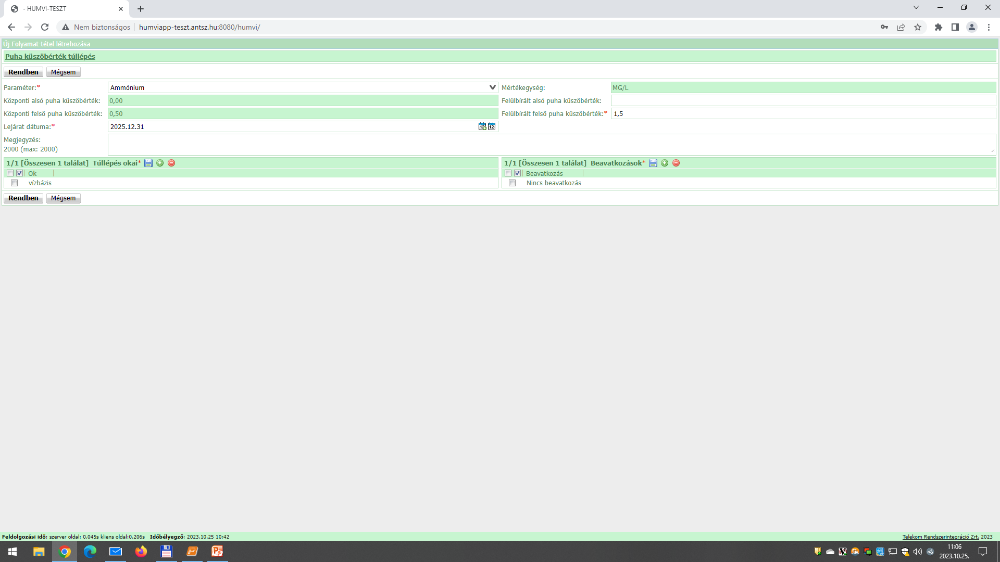 - HUMVI-TESZT
Nem biztonságos | humviapp-teszt.antsz.hu:8080/humvi/
Új Folyamat-tétel létrehozása
Puha küszöbérték túllépés
Rendben Mégsem
Paraméter:* Ammónium Mértékegység: MG/L
Központi alsó puha küszöbérték: 0,00 Felülbírált alsó puha küszöbérték:
Központi felső puha küszöbérték: 0,50 Felülbírált felső puha küszöbérték:* 1,5
Lejárat dátuma:* 2025.12.31
Megjegyzés:
2000 (max: 2000)
1/1 [Összesen 1 találat] Túllépés okai* 1/1 [Összesen 1 találat] Beavatkozások*
Ok Beavatkozás
vízbázis Nincs beavatkozás
Rendben Mégsem
Feldolgozási idő: szerver oldal: 0,045s kliens oldal:0,206s Időbélyegző: 2023.10.25 10:42 Telekom Rendszerintegráció Zrt. 2023
11:06
2023.10.25.